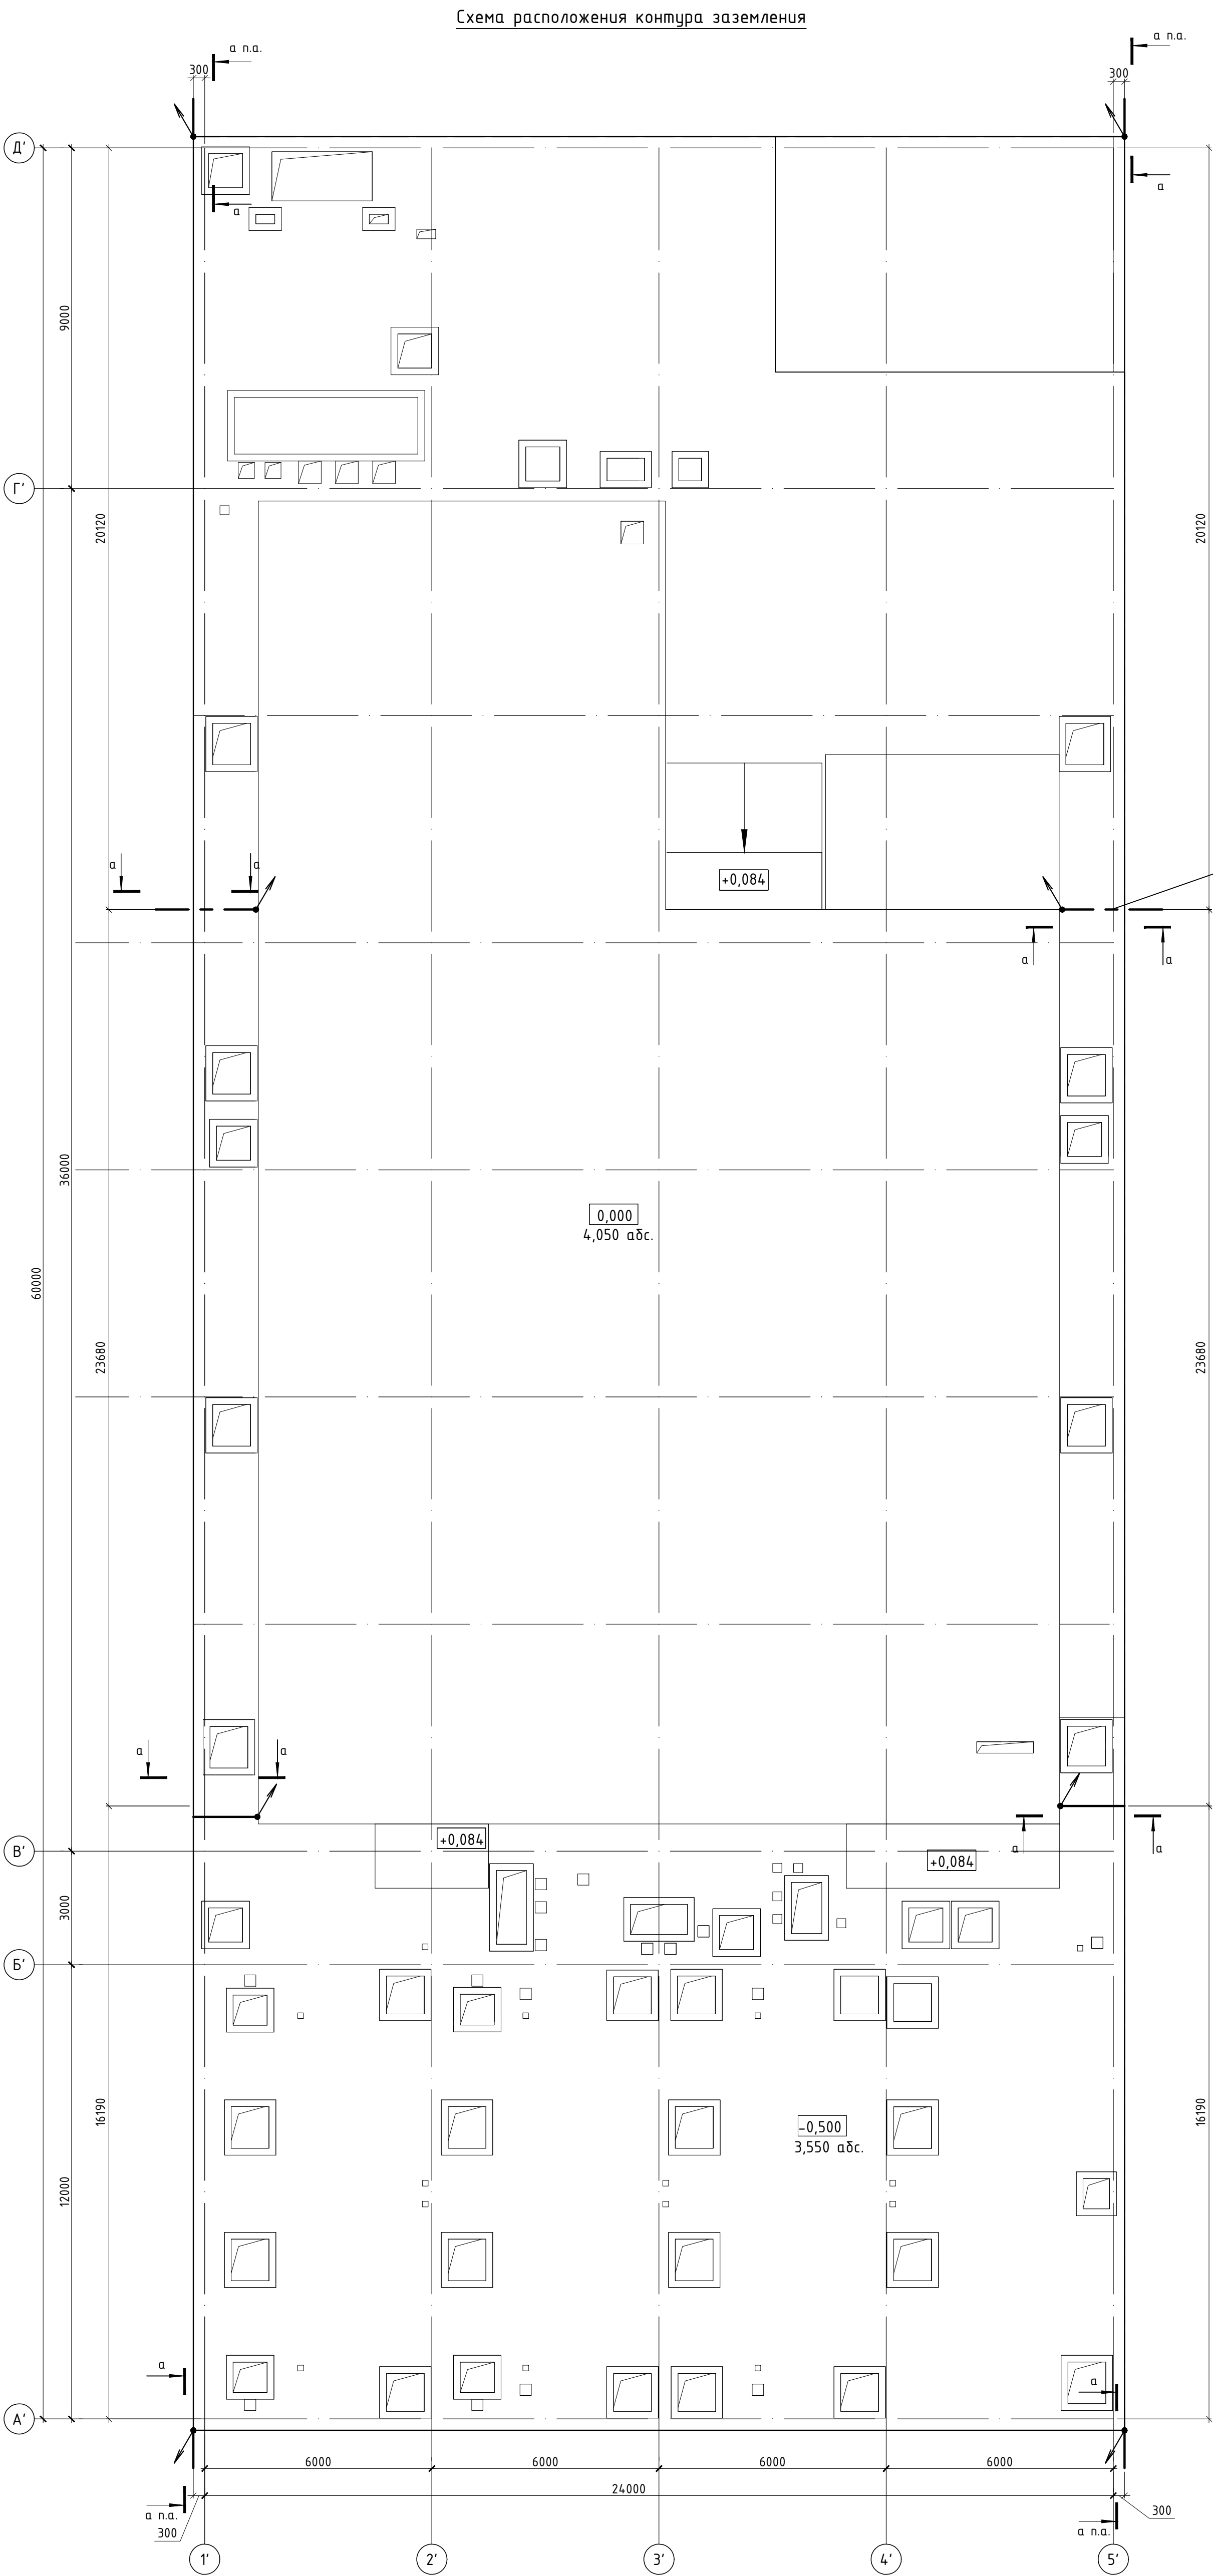 Схема расположения контура заземления
а п.а.
а п.а.
300
300
Д'
а
а
9000
Г'
20120
20120
+0,084
а
а
а
а
0,000
4,050 абс.
36000
60000
23680
23680
а
а
+0,084
а
а
В'
+0,084
3000
Б'
-0,500
3,550 абс.
16190
16190
12000
а
а
А'
6000
6000
6000
6000
24000
а п.а.
300
300
а п.а.
1'
2'
3'
4'
5'